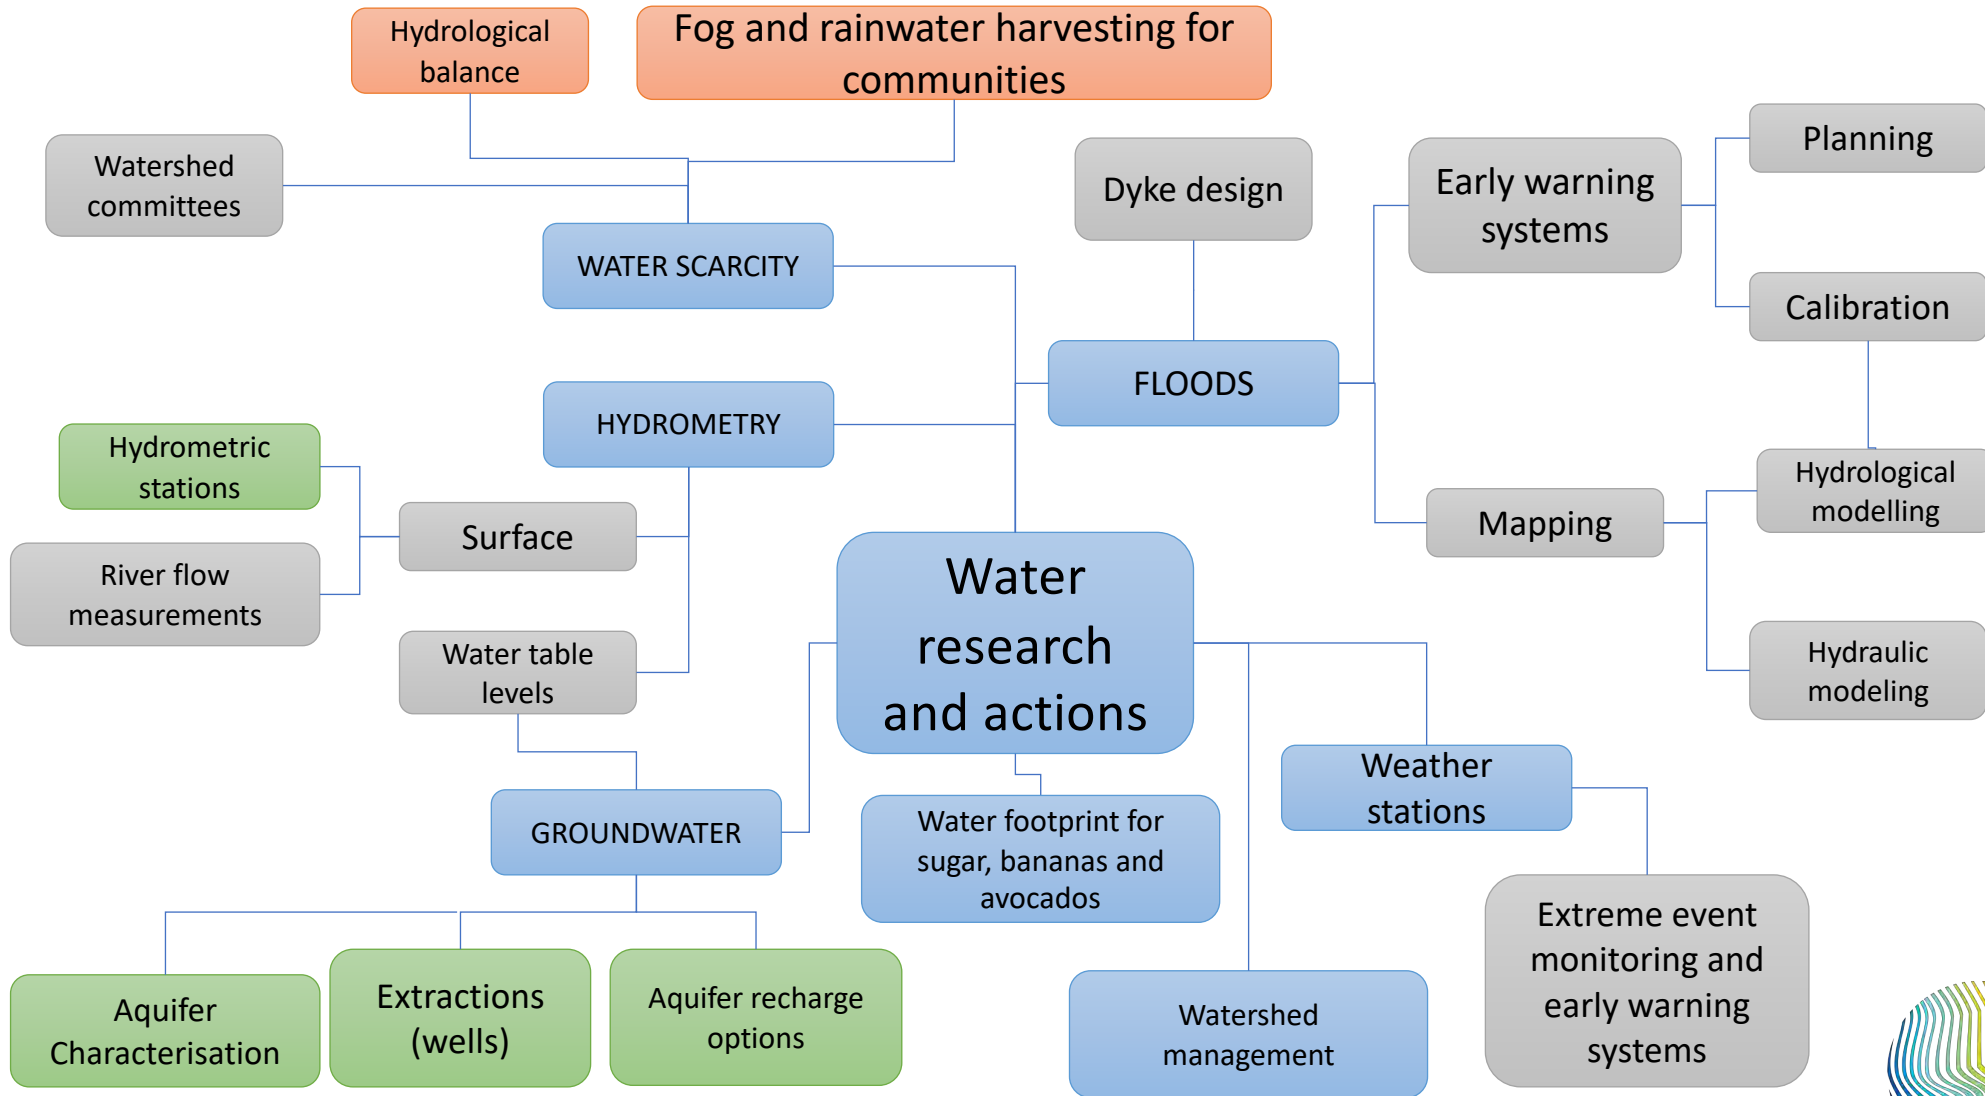 Hydrological
balance
Fog and rainwater harvesting for
communities
Watershed
committees
Dyke design
Early warning
systems
Planning
WATER SCARCITY
Calibration
FLOODS
HYDROMETRY
Hydrometric
stations
Surface
Hydrological
modelling
Mapping
River flow
measurements
Water
research
and actions
Water table
levels
Hydraulic
modeling
Weather
stations
GROUNDWATER
Water footprint for
sugar, bananas and
avocados
Extreme event
monitoring and
early warning
systems
Aquifer
Characterisation
Extractions
(wells)
Aquifer recharge
options
Watershed
management